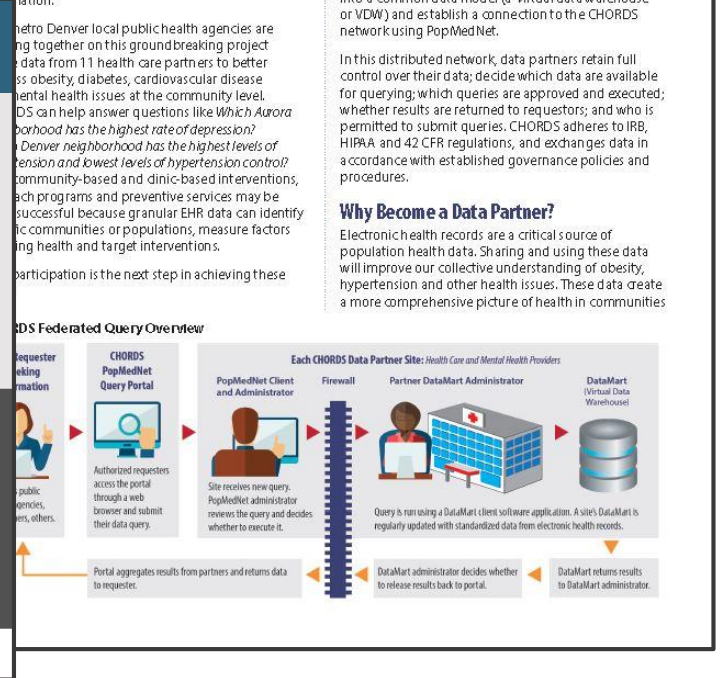 metro Denver local public health agencies are
together on this groundbreaking project
data from 11 health care partners to better
obesity, diabetes, cardiovascular disease
mental health issues at the community level.
can help answer questions like Which Aurora
has the highest rate of depression?
Denver neighborhood has the highest levels of
and lowest levels of hypertension control?
community-based and clinic-based interventions,
programs and preventive services may be
successful because granular EHR data can identify
communities or populations, measure factors
health and target interventions.
participation is the next step in achieving these
into a common data model (a virtual data warehouse
or VDW) and establish a connection to the CHORDS
network using PopMedNet.
In this distributed network, data partners retain full
control over their data; decide which data are available
for querying; which queries are approved and executed;
whether results are returned to requestors; and who is
permitted to submit queries. CHORDS adheres to IRB,
HIPAA and 42 CFR regulations, and exchanges data in
accordance with established governance policies and
procedures.
Why Become a Data Partner?
Electronic health records are a critical source of
population health data. Sharing and using these data
will improve our collective understanding of obesity,
hypertension and other health issues. These data create
a more comprehensive picture of health in communities
RDS Federated Query Overview
Requester
public
others.
CHORDS
PopMedNet
Query Portal
Authorized requesters
access the portal
through a web
browser and submit
their data query.
Each CHORDS Data Partner Site: Health Care and Mental Health Providers
PopMedNet Client
and Administrator
Site receives new query.
PopMedNet administrator
reviews the query and decides
whether to execute it.
Firewall
Partner DataMart Administrator
DataMart
(Virtual Data
Warehouse)
Query is run using a DataMart client software application. A site's DataMart is
regularly updated with standardized data from electronic health records.
DataMart returns results
to DataMart administrator.
DataMart administrator decides whether
to release results back to portal.
Portal aggregates results from partners and returns data
to requester.